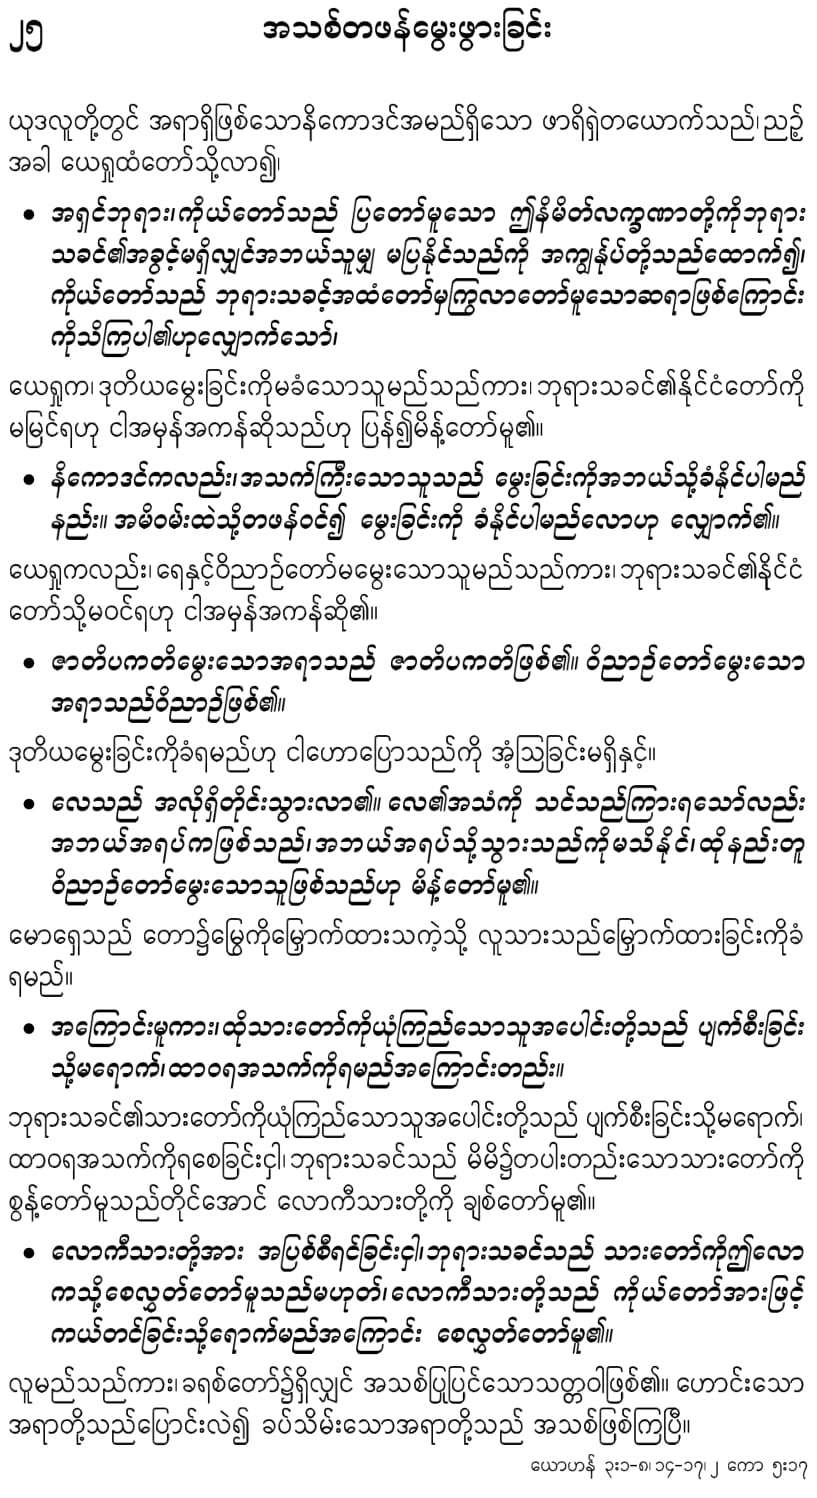 ၂၅ အသစ်တဖန်မွေးဖွားခြင်း
ယုဒလူတို့တွင် အရာရှိဖြစ်သောနိကောဒင်အမည်ရှိသော ဖာရိရှဲတယောက်သည်၊ညဉ့်
အခါ ယေရှုထံတော်သို့လာ၍၊
• အရှင်ဘုရား၊ကိုယ်တော်သည် ပြတော်မူသော ဤနိမိတ်လက္ခဏာတို့ကိုဘုရား
သခင်၏အခွင့်မရှိလျှင်အဘယ်သူမျှ မပြနိုင်သည်ကို အကျွန်ုပ်တို့သည်ထောက်၍၊
ကိုယ်တော်သည် ဘုရားသခင့်အထံတော်မှကြွလာတော်မူသောဆရာဖြစ်ကြောင်း
ကိုသိကြပါ၏ဟုလျှောက်သော်၊
ယေရှုက၊ဒုတိယမွေးခြင်းကိုမခံသောသူမည်သည်ကား၊ဘုရားသခင်၏နိုင်ငံတော်ကို
မမြင်ရဟု ငါအမှန်အကန်ဆိုသည်ဟု ပြန်၍မိန့်တော်မူ၏။
• နိကောဒင်ကလည်း၊အသက်ကြီးသောသူသည် မွေးခြင်းကိုအဘယ်သို့ခံနိုင်ပါမည်
နည်း။ အမိဝမ်းထဲသို့တဖန်ဝင်၍ မွေးခြင်းကို ခံနိုင်ပါမည်လောဟု လျှောက်၏။
ယေရှုကလည်း၊ရေနှင့်ဝိညာဉ်တော်မမွေးသောသူမည်သည်ကား၊ဘုရားသခင်၏နိုင်ငံ
တော်သို့မဝင်ရဟု ငါအမှန်အကန်ဆို၏။
• ဇာတိပကတိမွေးသောအရာသည် ဇာတိပကတိဖြစ်၏။ ဝိညာဉ်တော်မွေးသော
အရာသည်ဝိညာဉ်ဖြစ်၏။
ဒုတိယမွေးခြင်းကိုခံရမည်ဟု ငါဟောပြောသည်ကို အံ့ဩခြင်းမရှိနှင့်။
• လေသည် အလိုရှိတိုင်းသွားလာ၏။ လေ၏အသံကို သင်သည်ကြားရသော်လည်း
အဘယ်အရပ်ကဖြစ်သည်၊အဘယ်အရပ်သို့သွားသည်ကိုမသိနိုင်၊ထိုနည်းတူ
ဝိညာဉ်တော်မွေးသောသူဖြစ်သည်ဟု မိန့်တော်မူ၏။
မောရှေသည် တော၌မြွေကိုမြှောက်ထားသကဲ့သို့ လူသားသည်မြှောက်ထားခြင်းကိုခံ
ရမည်။
• အကြောင်းမူကား၊ထိုသားတော်ကိုယုံကြည်သောသူအပေါင်းတို့သည် ပျက်စီးခြင်း
သို့မရောက်၊ထာဝရအသက်ကိုရမည်အကြောင်းတည်း။
ဘုရားသခင်၏သားတော်ကိုယုံကြည်သောသူအပေါင်းတို့သည် ပျက်စီးခြင်းသို့မရောက်၊
ထာဝရအသက်ကိုရစေခြင်းငှါ၊ဘုရားသခင်သည် မိမိ၌တပါးတည်းသောသားတော်ကို
စွန့်တော်မူသည်တိုင်အောင် လောကီသားတို့ကို ချစ်တော်မူ၏။
• လောကီသားတို့အား အပြစ်စီရင်ခြင်းငှါ၊ဘုရားသခင်သည် သားတော်ကိုဤလော
ကသို့စေလွှတ်တော်မူသည်မဟုတ်၊လောကီသားတို့သည် ကိုယ်တော်အားဖြင့်
ကယ်တင်ခြင်းသို့ရောက်မည်အကြောင်း စေလွှတ်တော်မူ၏။
လူမည်သည်ကား၊ခရစ်တော်၌ရှိလျှင် အသစ်ပြုပြင်သောသတ္တဝါဖြစ်၏။ ဟောင်းသော
အရာတို့သည်ပြောင်းလဲ၍ ခပ်သိမ်းသောအရာတို့သည် အသစ်ဖြစ်ကြပြီ။
ယောဟန် ၃း၁-၈၊၁၄-၁၇၊၂ ကော ၅း၁၇